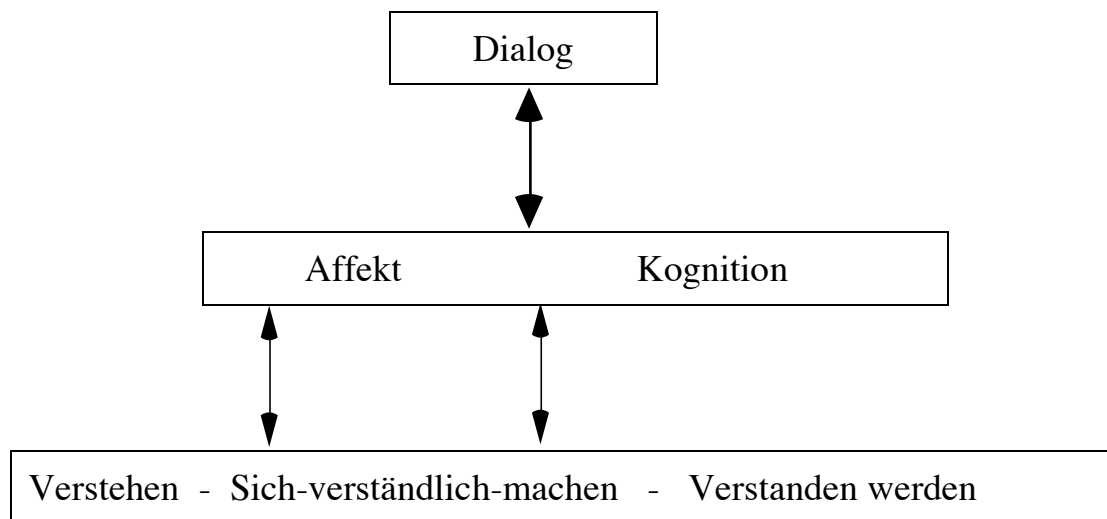 Dialog
Affekt Kognition
Verstehen - Sich-verständlich-machen - Verstanden werden